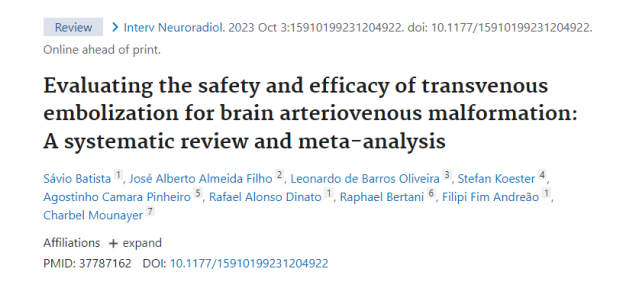 Review > Interv Neuroradiol. 2023 Oct 3:15910199231204922. doi: 10.1177/15910199231204922.
Online ahead of print.
Evaluating the safety and efficacy of transvenous
embolization for brain arteriovenous malformation:
A systematic review and meta-analysis
Sávio Batista 1, José Alberto Almeida Filho 2, Leonardo de Barros Oliveira 3, Stefan Koester 4,
Agostinho Camara Pinheiro 5, Rafael Alonso Dinato 1, Raphael Bertani 6, Filipi Fim Andreão 1,
Charbel Mounayer 7
Affiliations + expand
PMID: 37787162 DOI: 10.1177/15910199231204922